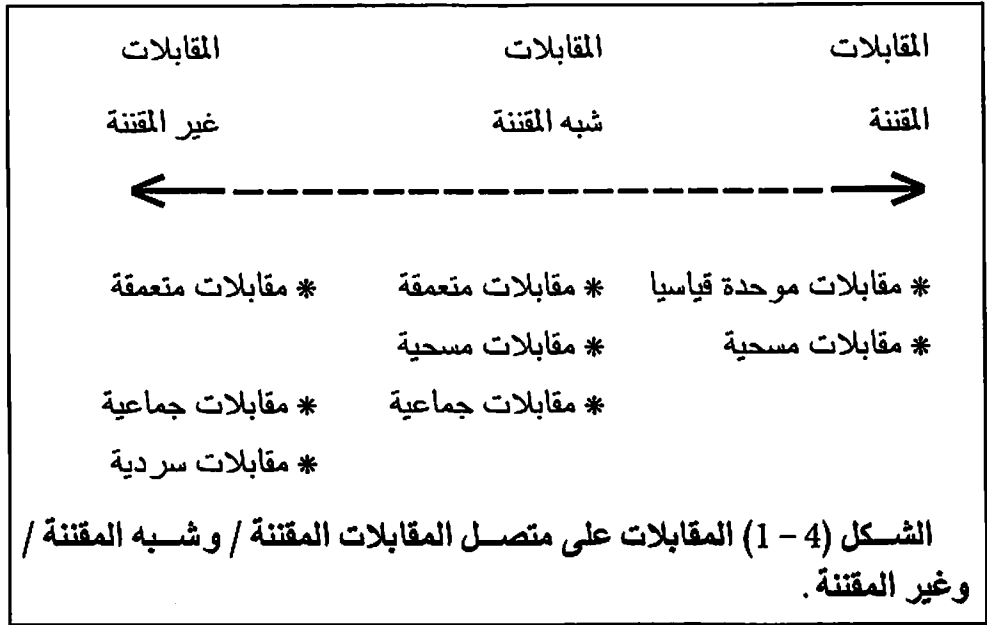 المقابلات المقابلات المقابلات
المقننة شبه المقننة غير المقننة
* مقابلات موحدة قياسيا * مقابلات متعمقة * مقابلات متعمقة
* مقابلات مسحية * مقابلات مسحية
* مقابلات جماعية * مقابلات جماعية
* مقابلات سردية
الشكل (4 – 1) المقابلات على متصل المقابلات المقننة / وشبه المقننة /
وغير المقننة .